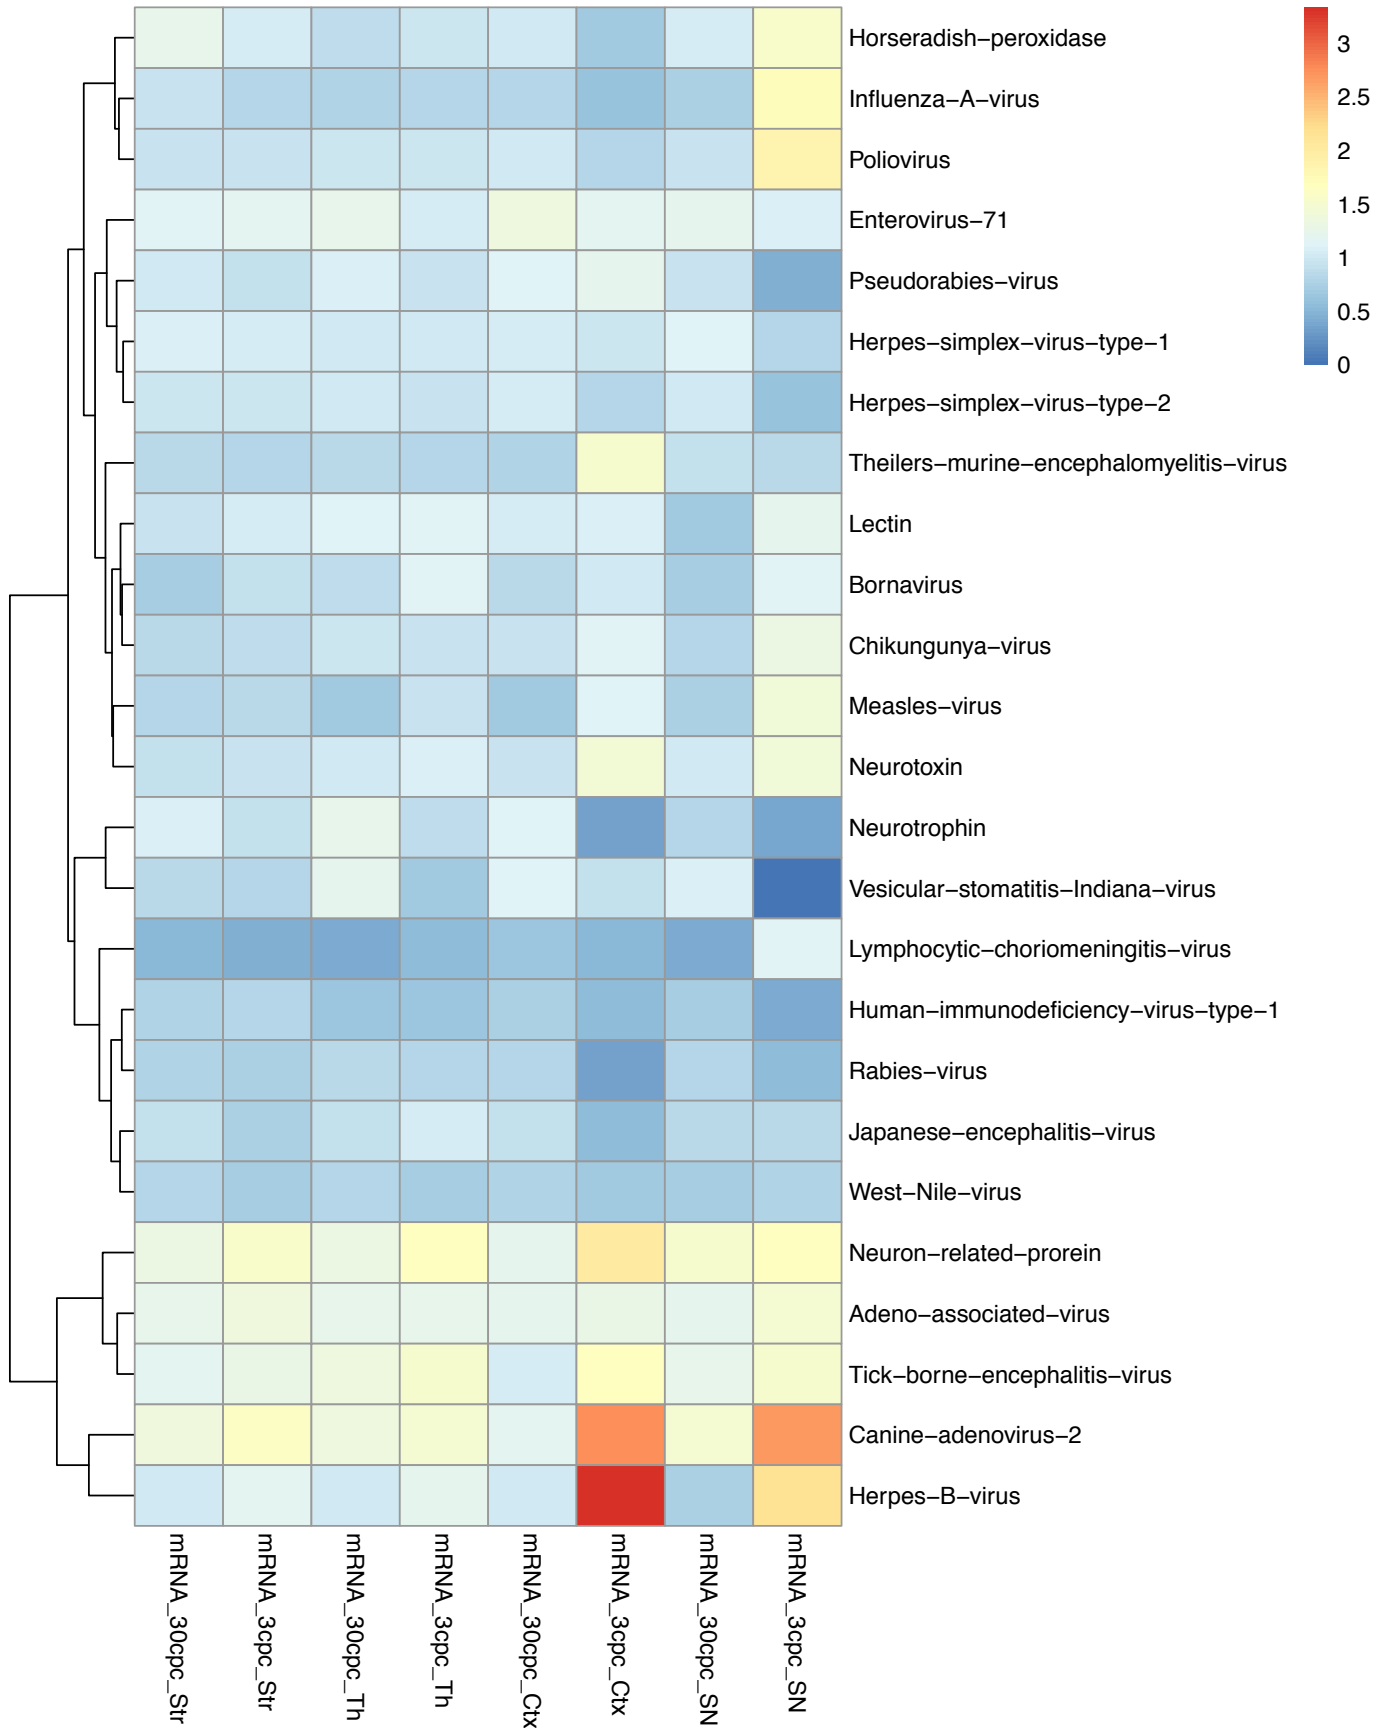 Horseradish−peroxidase
Influenza−A−virus
Poliovirus
Enterovirus−71
Pseudorabies−virus
Herpes−simplex−virus−type−1
Herpes−simplex−virus−type−2
Theilers−murine−encephalomyelitis−virus
Lectin
Bornavirus
Chikungunya−virus
Measles−virus
Neurotoxin
Neurotrophin
Vesicular−stomatitis−Indiana−virus
Lymphocytic−choriomeningitis−virus
Human−immunodeficiency−virus−type−1
Rabies−virus
Japanese−encephalitis−virus
West−Nile−virus
Neuron−related−prorein
Adeno−associated−virus
Tick−borne−encephalitis−virus
Canine−adenovirus−2
Herpes−B−virus
mRNA_30cpc_Str
mRNA_3cpc_Str
mRNA_30cpc_Th
mRNA_3cpc_Th
mRNA_30cpc_Ctx
mRNA_3cpc_Ctx
mRNA_30cpc_SN
mRNA_3cpc_SN
3
2.5
2
1.5
1
0.5
0